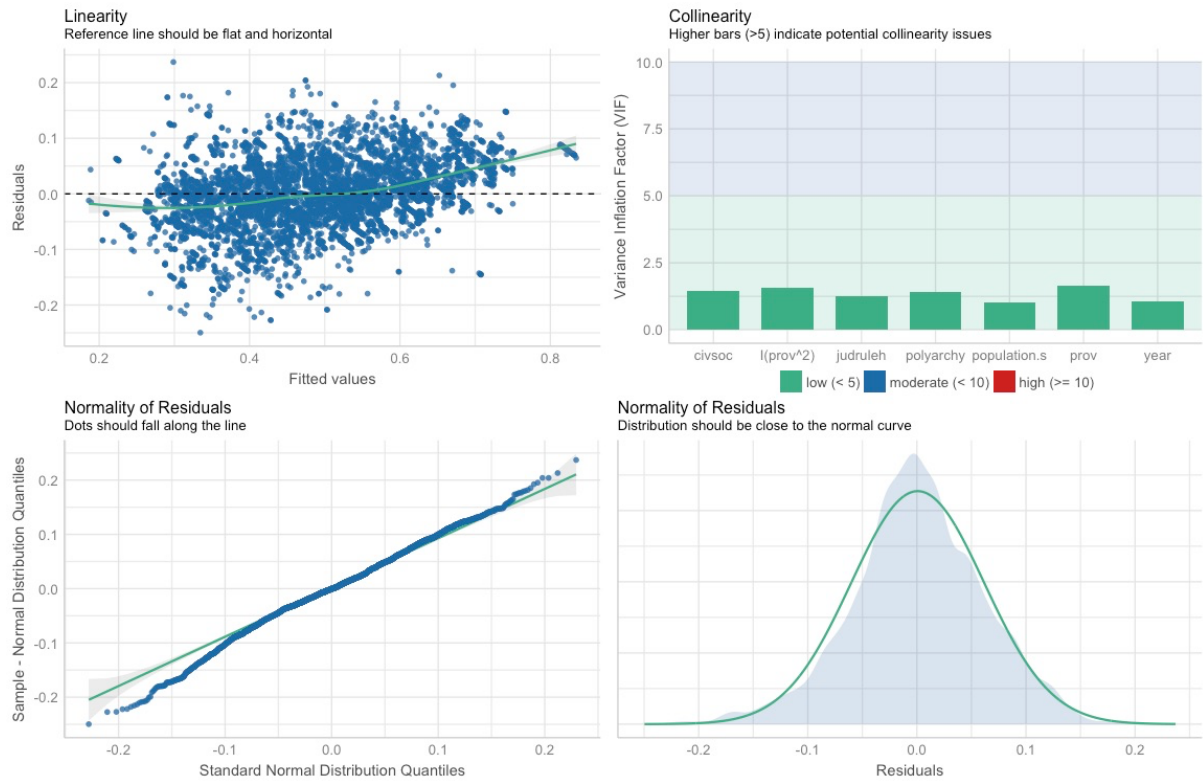 Linearity
Reference line should be flat and horizontal
0.2
0.1
0.0
-0.1
-0.2
0.2 0.4 0.6 0.8
Residuals
Fitted values
Collinearity
Higher bars (>5) indicate potential collinearity issues
10.0
7.5
5.0
2.5
0.0
Variance Inflation Factor (VIF)
civsoc I(prov^2) judruleh polyarchy population.s prov year
low (< 5) moderate (< 10) high (>= 10)
Normality of Residuals
Dots should fall along the line
0.2
0.1
0.0
-0.1
-0.2
Sample - Normal Distribution Quantiles
-0.2 -0.1 0.0 0.1 0.2
Standard Normal Distribution Quantiles
Normality of Residuals
Distribution should be close to the normal curve
-0.2 -0.1 0.0 0.1 0.2
Residuals